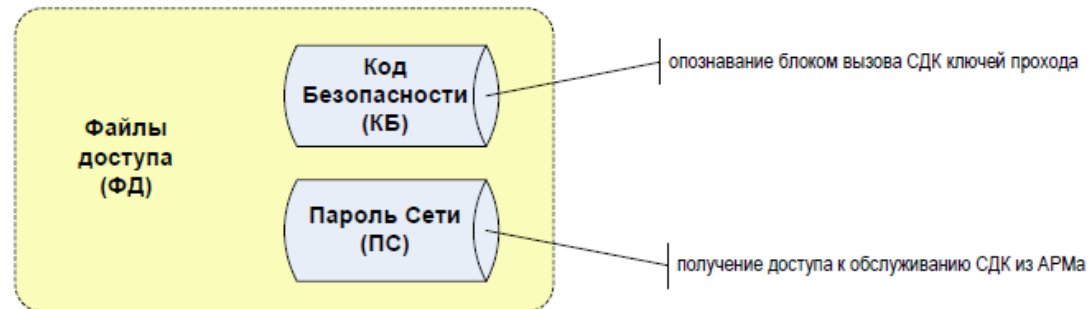 Файлы
доступа
(ФД)
Код
Безопасности
(КБ)
опознавание блоком вызова СДК ключей прохода
Пароль Сети
(ПС)
получение доступа к обслуживанию СДК из АРМа